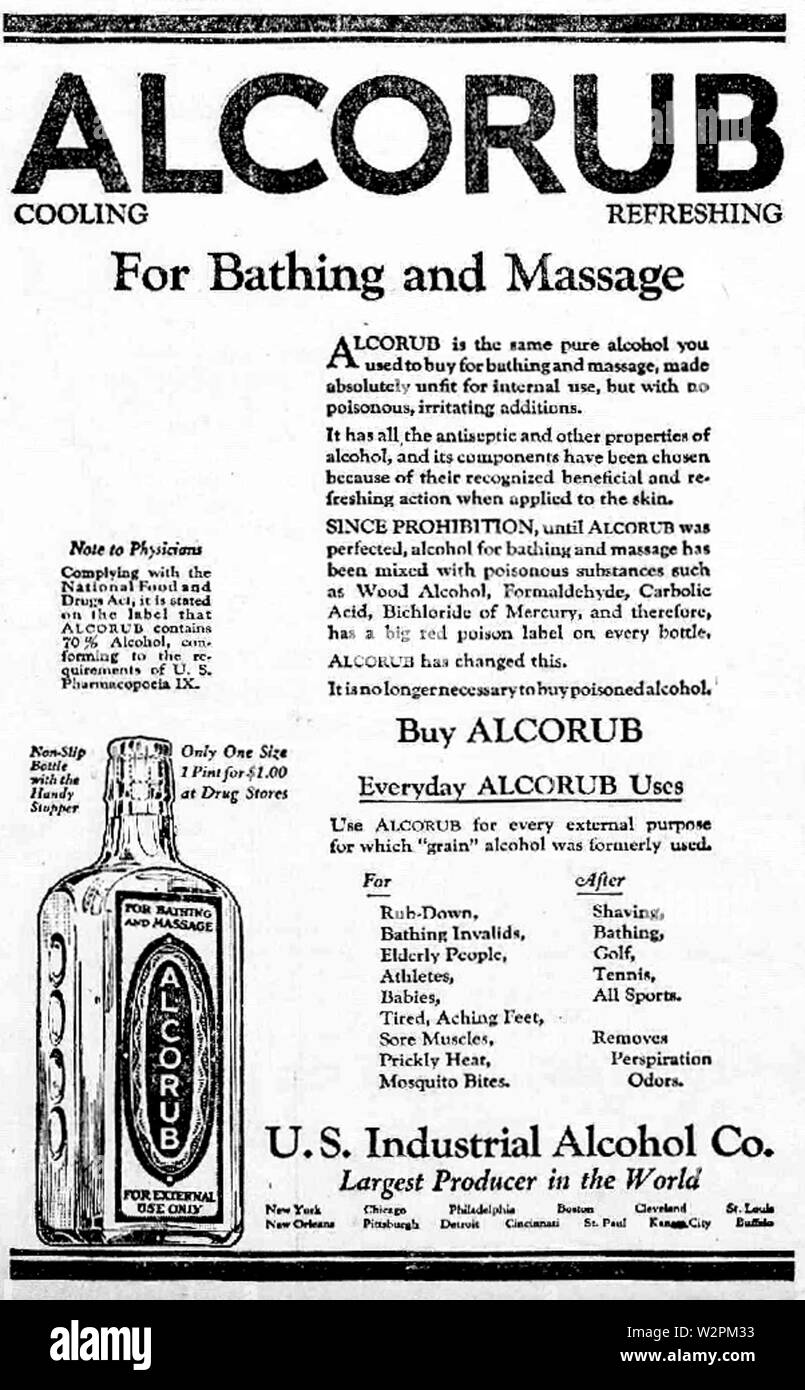 ALCORUB
COOLING REFRESHING
For Bathing and Massage
ALCORUB is the same pure alcohol you
used to buy for bathing and massage, made
absolutely unfit for internal use, but with no
poisonous, irritating additions.
It has all the antiseptic and other properties of
alcohol, and its components have been chosen
because of their recognized beneficial and re-
freshing action when applied to the skin.
SINCE PROHIBITION, until ALCORUB was
perfected, alcohol for bathing and massage has
been mixed with poisonous substances such
as Wood Alcohol, Formaldehyde, Carbolic
Acid, Bichloride of Mercury, and therefore,
has a big red poison label on every bottle.
ALCORUB has changed this.
It is no longer necessary to buy poisoned alcohol.
Note to Physicians
Complying with the
National Food and
Drugs Act, it is stated
on the label that
ALCORUB contains
70% Alcohol, con-
forming to the re-
quirements of U. S.
Pharmacopoeia IX.
Non-Slip
Bottle
with the
Handy
Stopper
Only One Size
1 Pint for $1.00
at Drug Stores
FOR BATHING
AND MASSAGE
ALCORUB
FOR EXTERNAL
USE ONLY
Buy ALCORUB
Everyday ALCORUB Uses
Use ALCORUB for every external purpose
for which "grain" alcohol was formerly used.
For
Rub-Down,
Bathing Invalids,
Elderly People,
Athletes,
Babies,
Tired, Aching Feet,
Sore Muscles,
Prickly Heat,
Mosquito Bites.
After
Shaving,
Bathing,
Golf,
Tennis,
All Sports.
Removes
Perspiration
Odors.
U.S. Industrial Alcohol Co.
Largest Producer in the World
New York Chicago Philadelphia Boston Cleveland St. Louis
New Orleans Pittsburgh Detroit Cincinnati St. Paul Kansas City Buffalo
a
alamy
alamy
Image ID: W2PM33
www.alamy.com